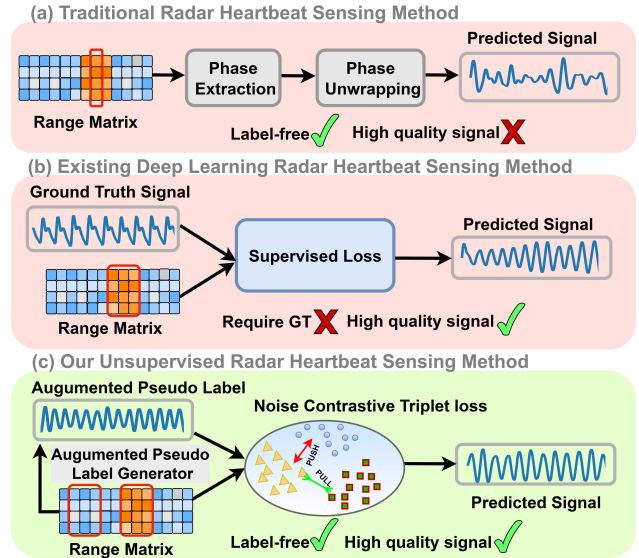 (a) Traditional Radar Heartbeat Sensing Method
Predicted Signal
Phase
Extraction
Phase
Unwrapping
Range Matrix
Label-free
High quality signal
(b) Existing Deep Learning Radar Heartbeat Sensing Method
Ground Truth Signal
Predicted Signal
Supervised Loss
Range Matrix
Require GT
High quality signal
(c) Our Unsupervised Radar Heartbeat Sensing Method
Augumented Pseudo Label
Noise Contrastive Triplet loss
PUSH
PULL
Augumented Pseudo
Label Generator
Predicted Signal
Range Matrix
Label-free
High quality signal